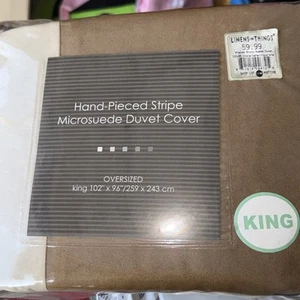 LINENS-N-THINGS
59.99
Hand-Pieced Stripe
Microsuede Duvet Cover
OVERSIZED
king 102" x 96"/259 x 243 cm
KING